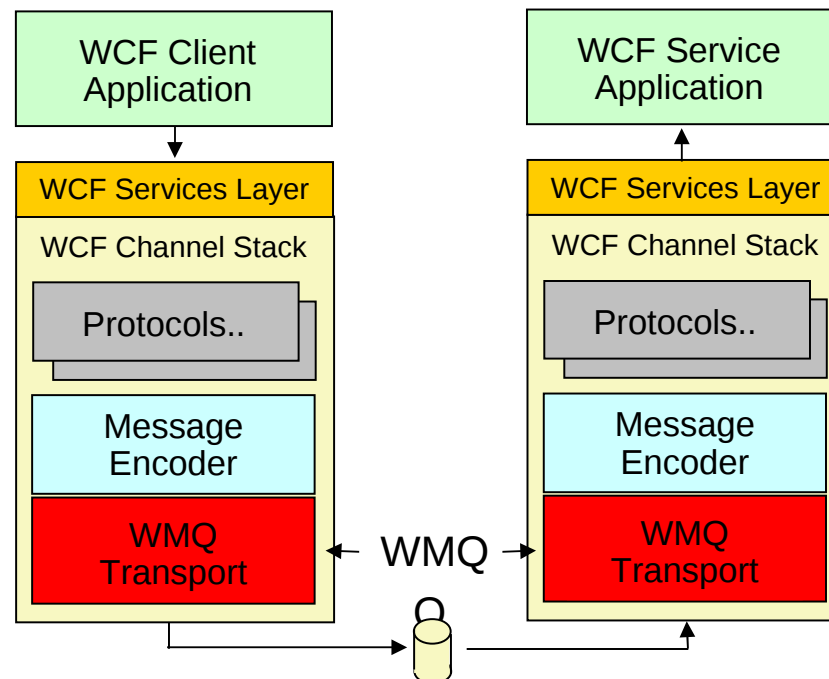 WCF Client
Application
WCF Services Layer
WCF Channel Stack
Protocols..
Message
Encoder
WMQ
Transport
WCF Service
Application
WCF Services Layer
WCF Channel Stack
Protocols..
Message
Encoder
WMQ
Transport
WMQ